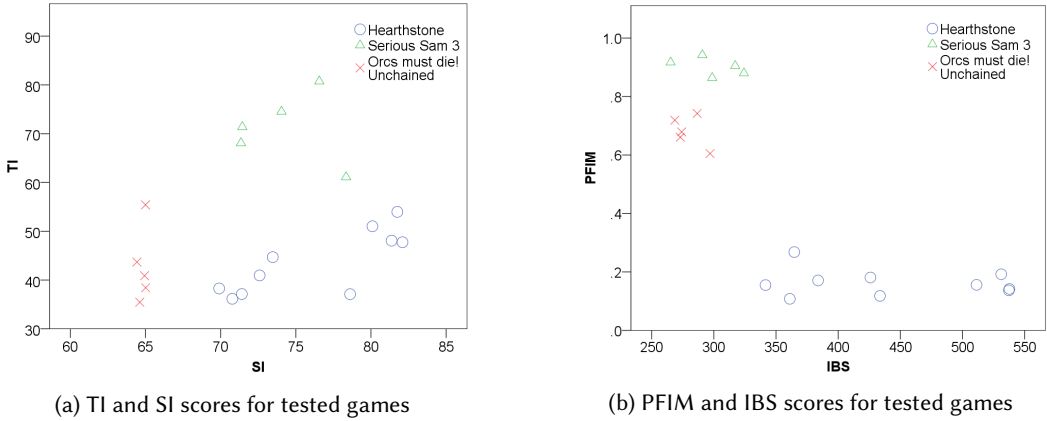 90
80
70
60
50
40
30
TI
60
65
70
75
80
85
SI
Hearthstone
Serious Sam 3
Orcs must die!
Unchained
(a) TI and SI scores for tested games
1.0
.8
.6
.4
.2
.0
PFIM
250
300
350
400
450
500
550
IBS
Hearthstone
Serious Sam 3
Orcs must die!
Unchained
(b) PFIM and IBS scores for tested games